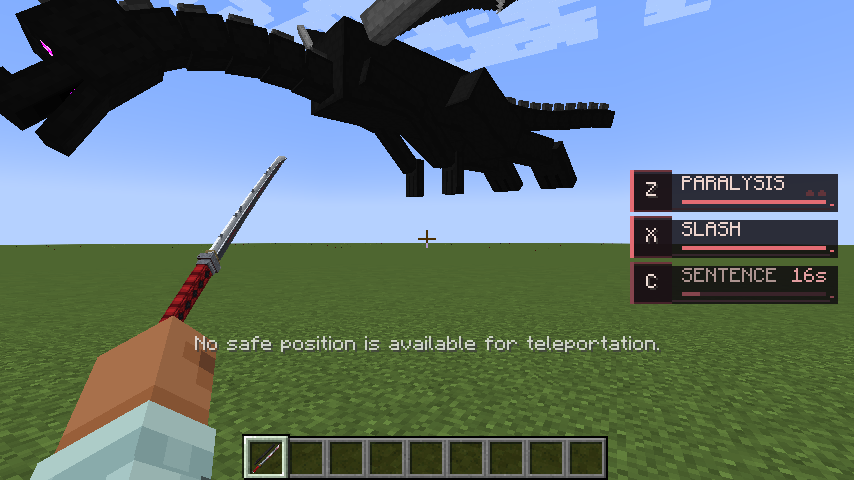 Z PARALYSIS
X SLASH
C SENTENCE 16s
No safe position is available for teleportation.